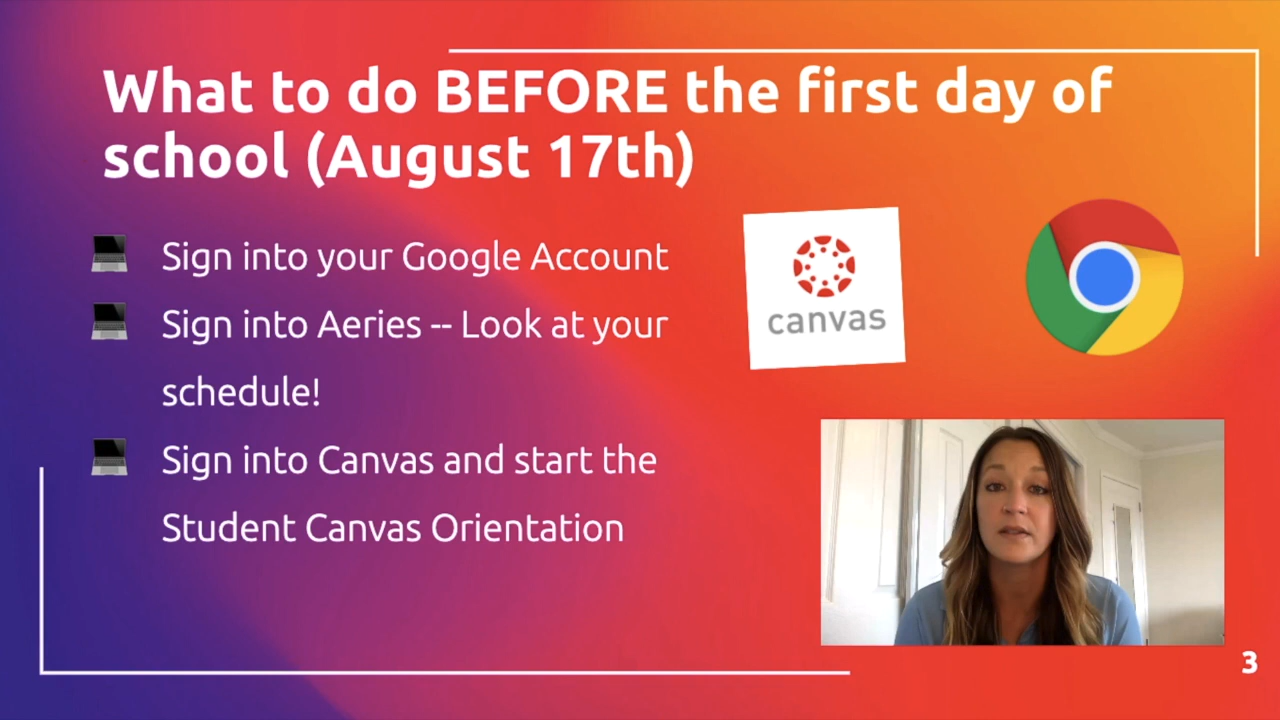 What to do BEFORE the first day of
school (August 17th)
Sign into your Google Account
Sign into Aeries -- Look at your
schedule!
Sign into Canvas and start the
Student Canvas Orientation
canvas
3